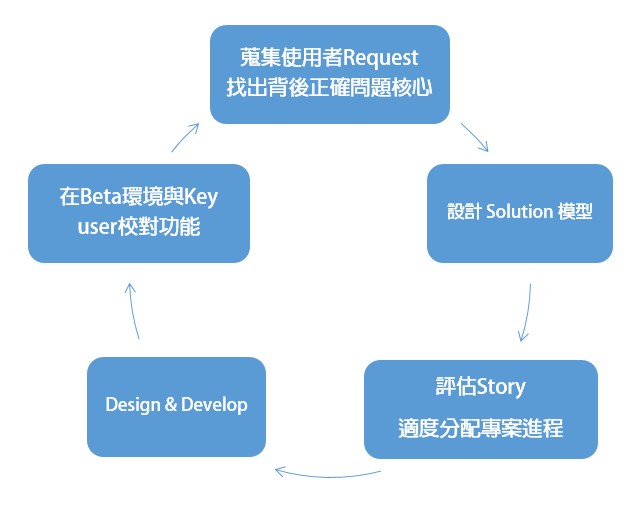 蒐集使用者Request
找出背後正確問題核心
設計 Solution 模型
評估Story
適度分配專案進程
Design & Develop
在Beta環境與Key
user校對功能